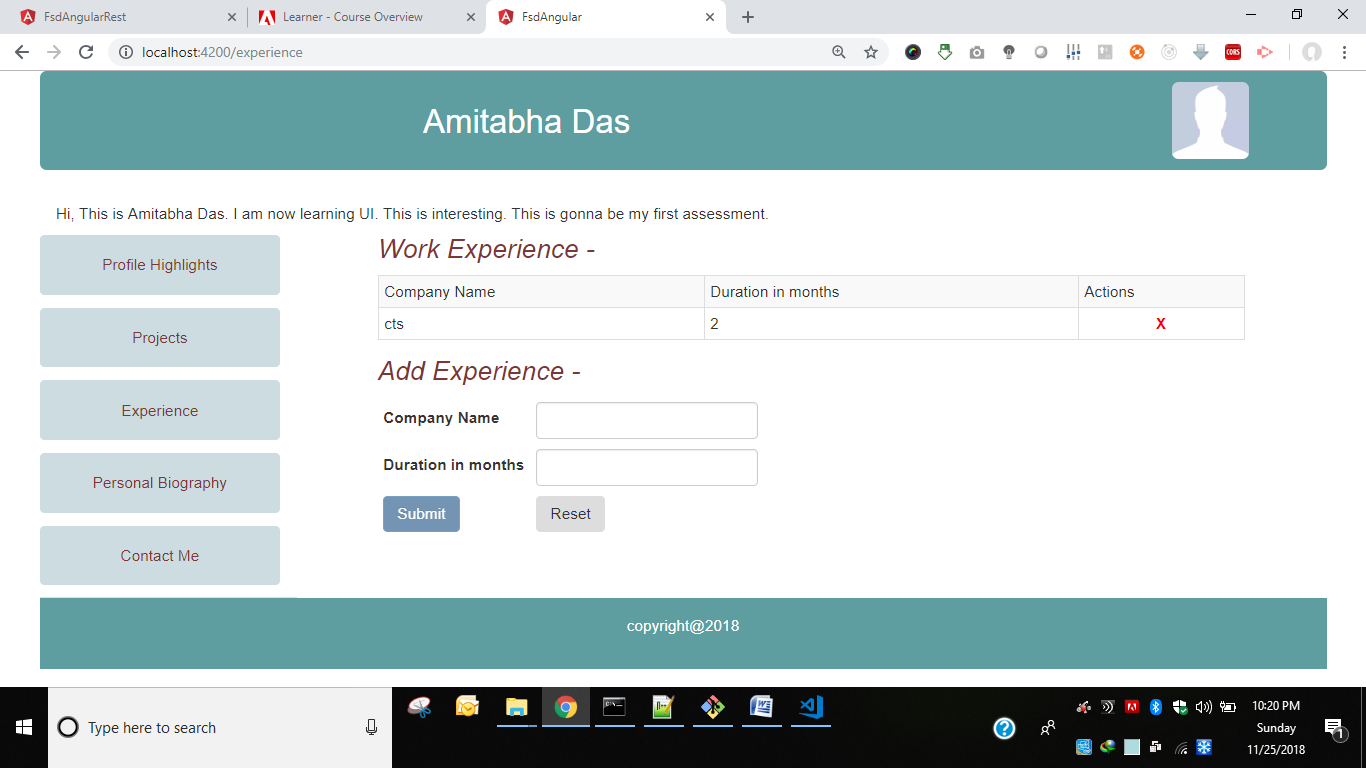 FsdAngularRest
Learner - Course Overview
FsdAngular
localhost:4200/experience
CORS
Amitabha Das
Hi, This is Amitabha Das. I am now learning UI. This is interesting. This is gonna be my first assessment.
Profile Highlights
Projects
Experience
Personal Biography
Contact Me
Work Experience -
Company Name Duration in months Actions
cts 2 X
Add Experience -
Company Name
Duration in months
Submit Reset
copyright@2018
Type here to search
10:20 PM
Sunday
11/25/2018
1